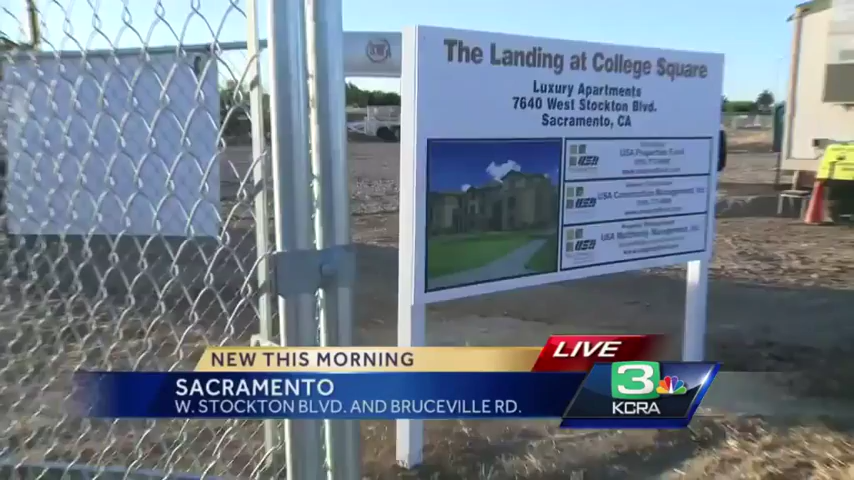 The Landing at College Square
Luxury Apartments
7640 West Stockton Blvd.
Sacramento, CA
USA Property Fund
USA Construction Management, Inc.
USA Multifamily Management, Inc.
NEW THIS MORNING
LIVE
SACRAMENTO
W. STOCKTON BLVD. AND BRUCEVILLE RD.
3
KCRA